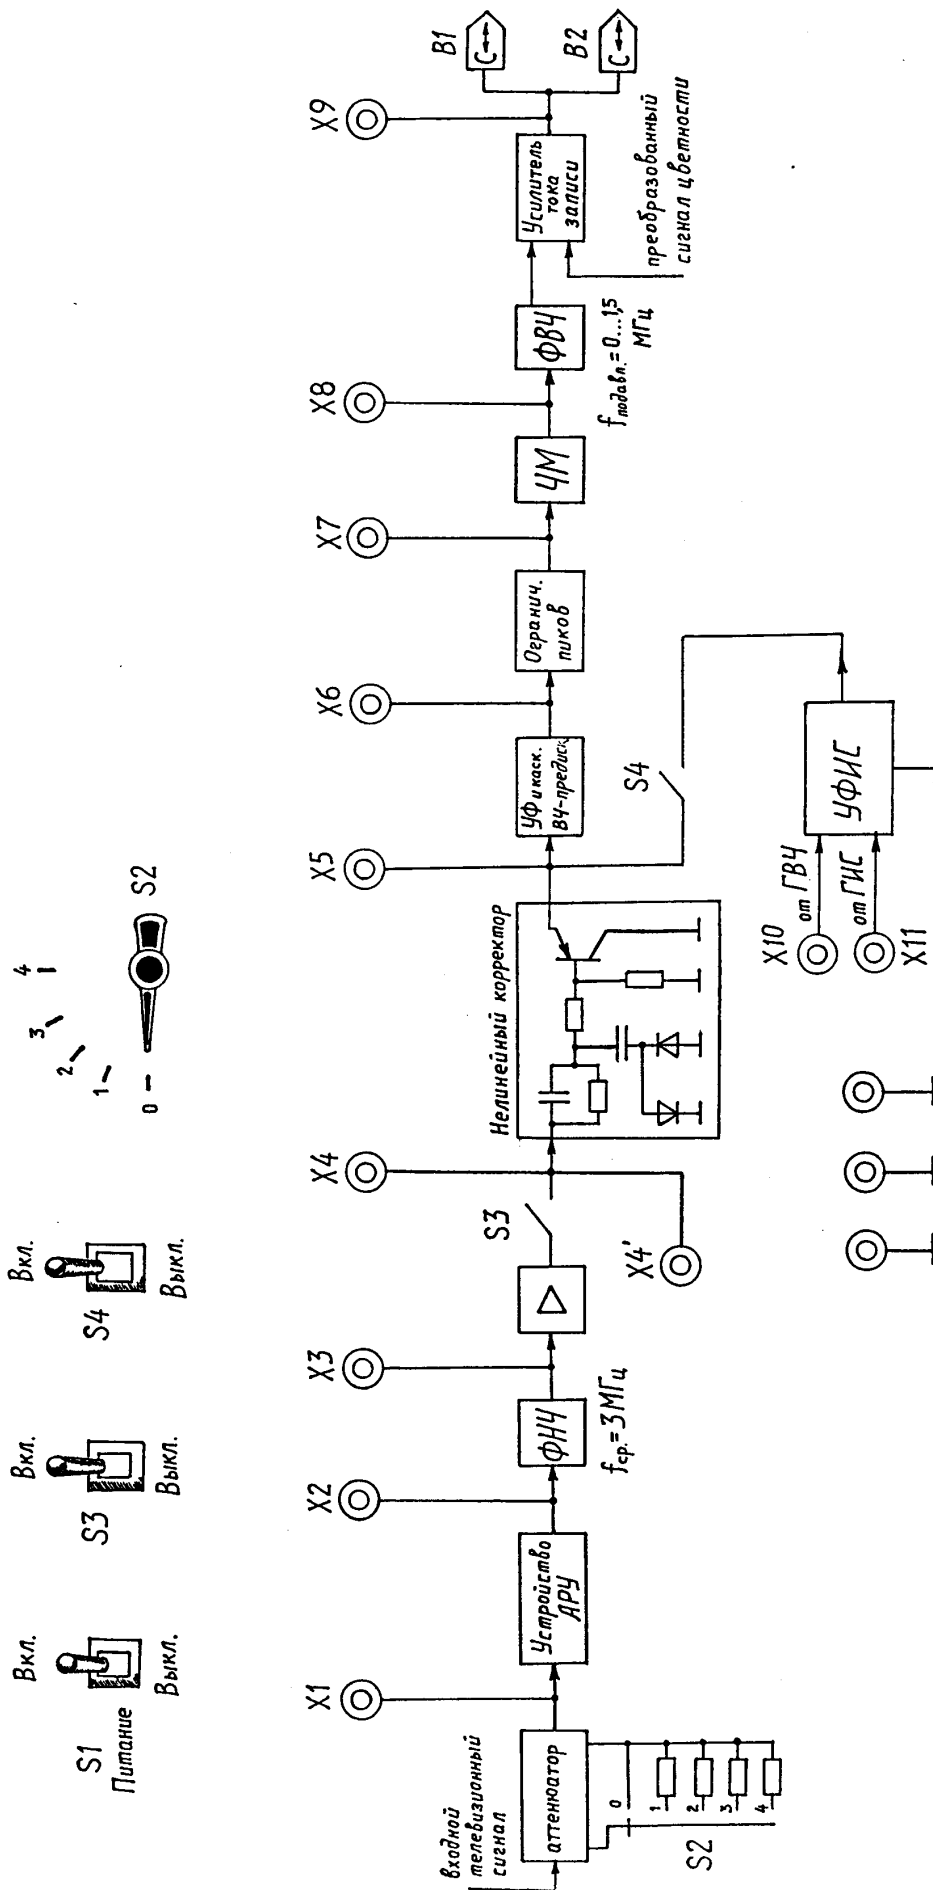 S1
Питание
Вкл.
Выкл.
S3
Вкл.
Выкл.
S4
Вкл.
Выкл.
0
1
2
3
4
S2
X1
X2
X3
X4
X5
X6
X7
X8
X9
B1
B2
C
C
входной
телевизионный
сигнал
аттенюатор
Устройство
АРУ
ФНЧ
fср.=3МГц
S3
X4'
Нелинейный корректор
УФ и каск.
ВЧ-предиск.
Огранич.
пиков
ЧМ
ФВЧ
fподавл.=0...1,5
МГц
Усилитель
тока
записи
преобразованный
сигнал цветности
S4
УФИС
X10
от ГВЧ
от ГИС
X11
S2
0
1
2
3
4